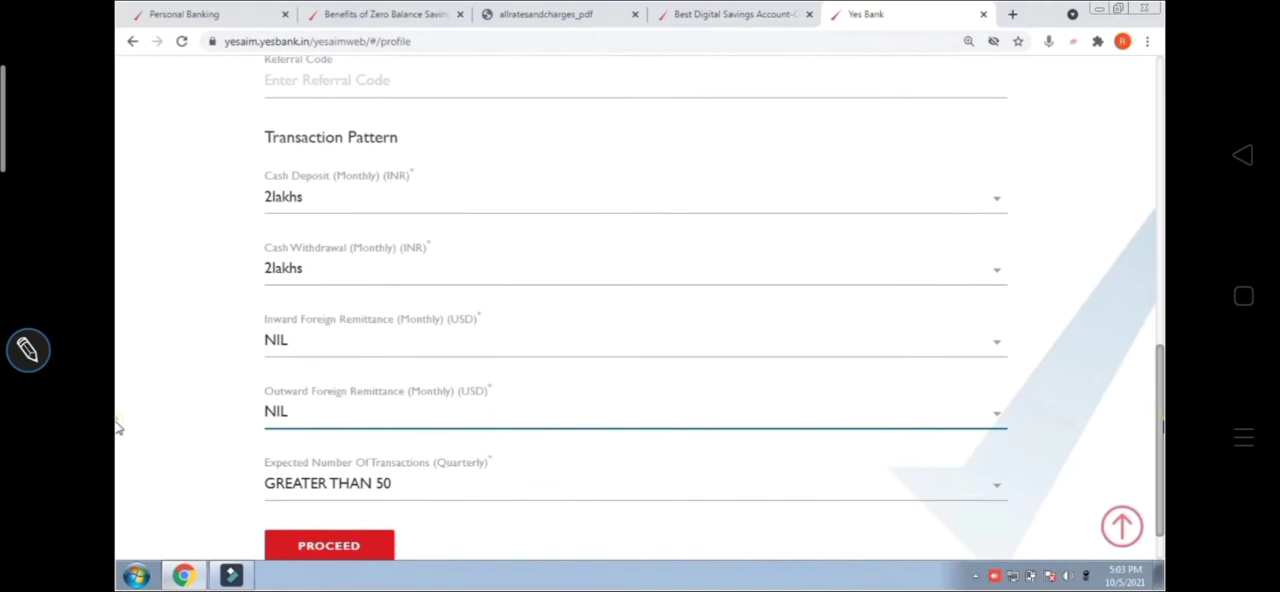 Personal Banking
Benefits of Zero Balance Savin
allratesandcharges_pdf
Best Digital Savings Account-
Yes Bank
yesaim.yesbank.in/yesaimweb/#/profile
R
Referral Code
Enter Referral Code
Transaction Pattern
Cash Deposit (Monthly) (INR)*
2lakhs
Cash Withdrawal (Monthly) (INR)*
2lakhs
Inward Foreign Remittance (Monthly) (USD)*
NIL
Outward Foreign Remittance (Monthly) (USD)*
NIL
Expected Number Of Transactions (Quarterly)*
GREATER THAN 50
PROCEED
5:03 PM
10/5/2021